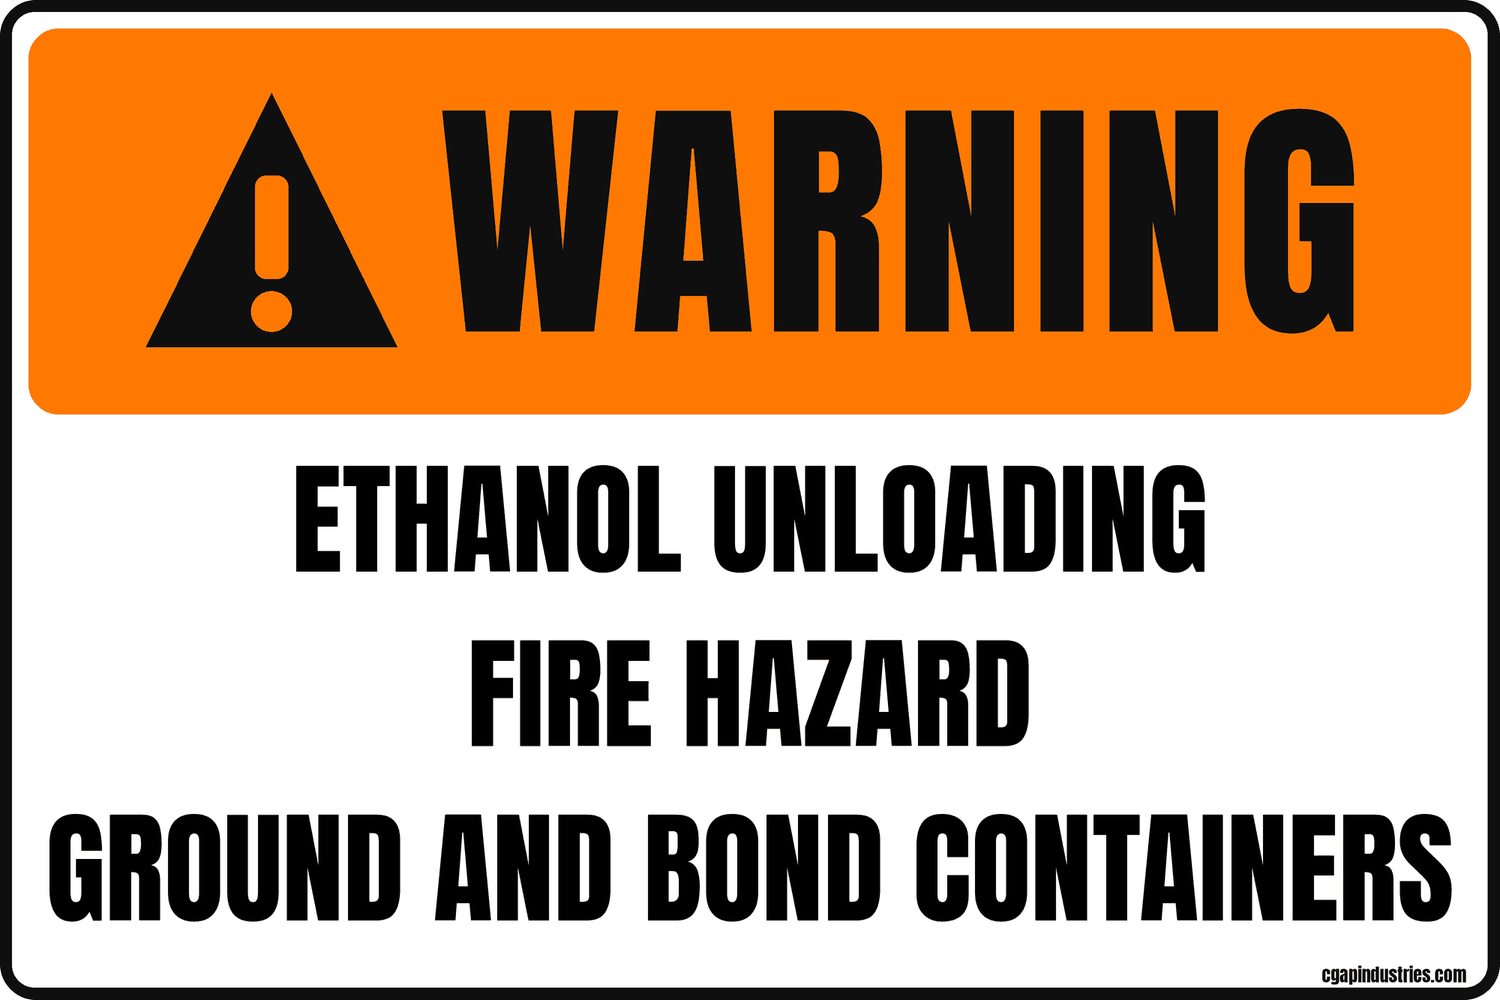 WARNING
ETHANOL UNLOADING
FIRE HAZARD
GROUND AND BOND CONTAINERS
cgapindustries.com